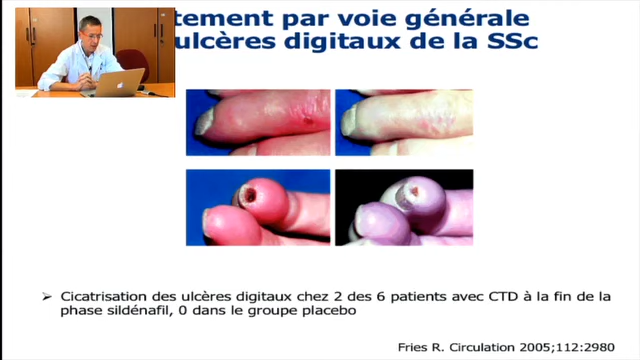 tement par voie générale
ulcères digitaux de la SSc
➢ Cicatrisation des ulcères digitaux chez 2 des 6 patients avec CTD à la fin de la
phase sildénafil, 0 dans le groupe placebo
Fries R. Circulation 2005;112:2980